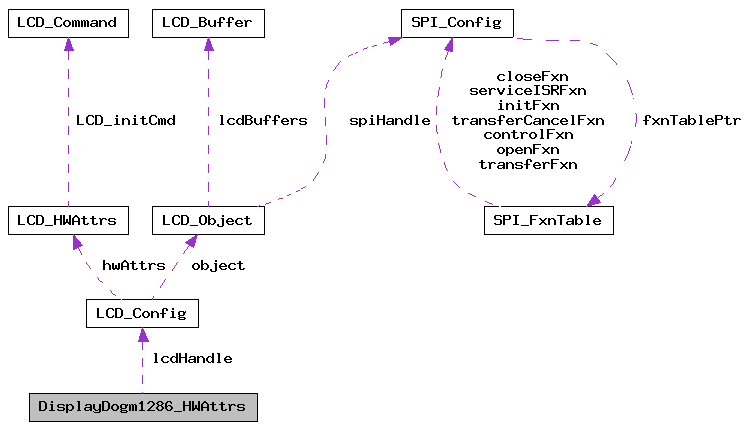 LCD_Command
LCD_Buffer
SPI_Config
closeFxn
serviceISRFxn
initFxn
transferCancelFxn
controlFxn
openFxn
transferFxn
LCD_initCmd
lcdBuffers
spiHandle
fxnTablePtr
LCD_HWAttrs
LCD_Object
SPI_FxnTable
hwAttrs
object
LCD_Config
lcdHandle
DisplayDogm1286_HWAttrs